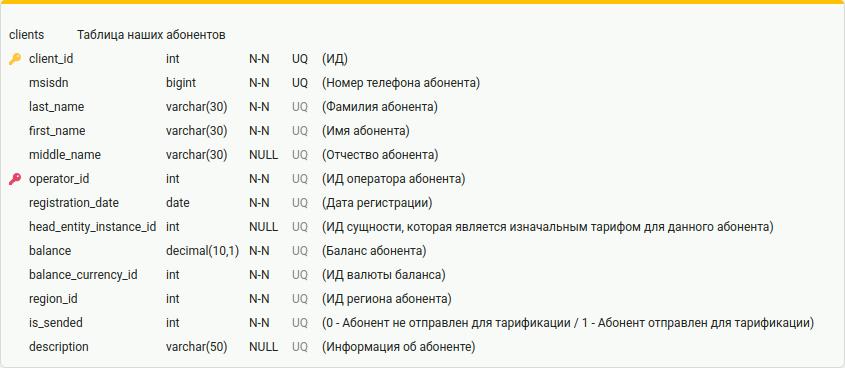 clients Таблица наших абонентов
client_id int N-N UQ (ИД)
msisdn bigint N-N UQ (Номер телефона абонента)
last_name varchar(30) N-N UQ (Фамилия абонента)
first_name varchar(30) N-N UQ (Имя абонента)
middle_name varchar(30) NULL UQ (Отчество абонента)
operator_id int N-N UQ (ИД оператора абонента)
registration_date date N-N UQ (Дата регистрации)
head_entity_instance_id int NULL UQ (ИД сущности, которая является изначальным тарифом для данного абонента)
balance decimal(10,1) N-N UQ (Баланс абонента)
balance_currency_id int N-N UQ (ИД валюты баланса)
region_id int N-N UQ (ИД региона абонента)
is_sended int N-N UQ (0 - Абонент не отправлен для тарификации / 1 - Абонент отправлен для тарификации)
description varchar(50) NULL UQ (Информация об абоненте)